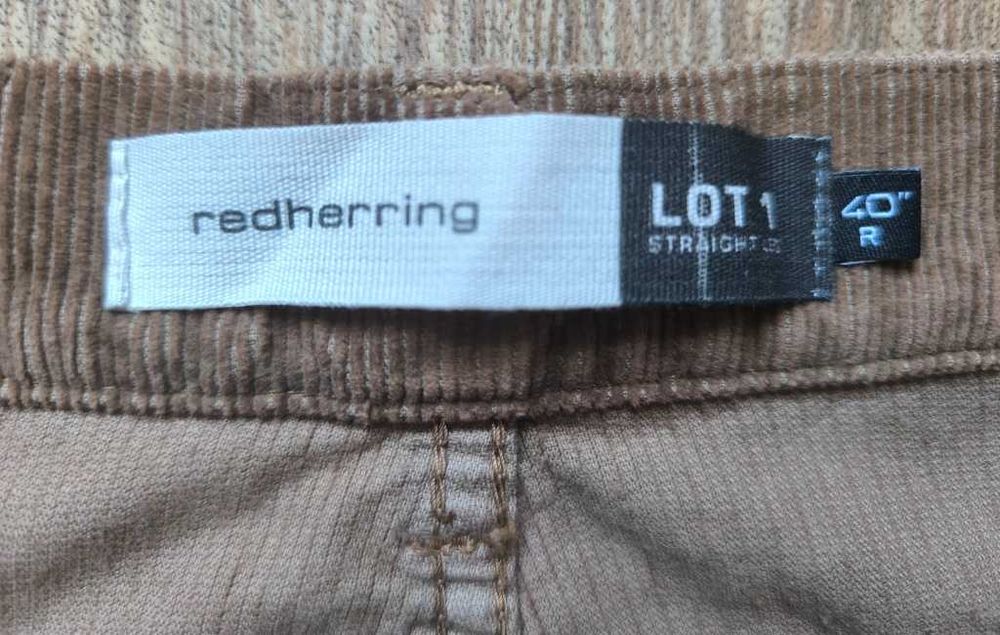 redherring
LOT1
STRAIGHT
40"
R